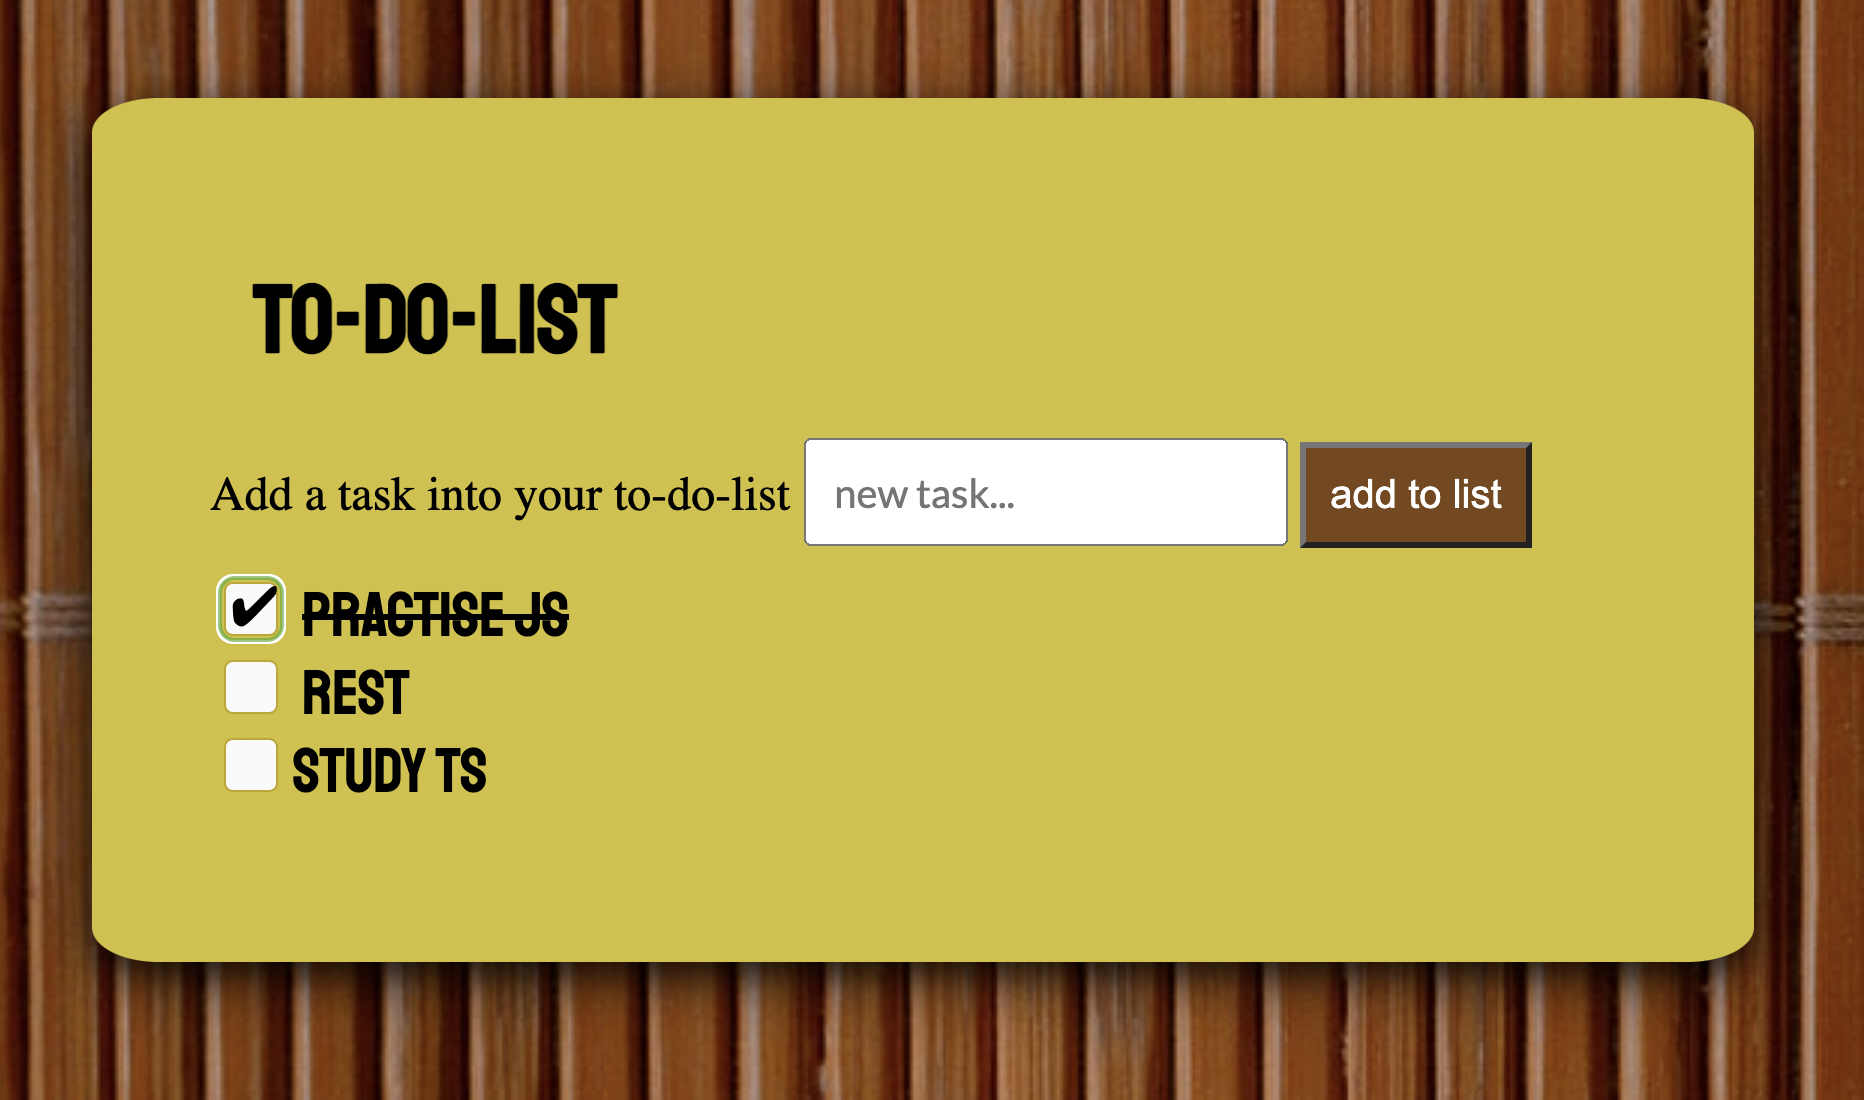 TO-DO-LIST
Add a task into your to-do-list new task... add to list
✔ PRACTISE JS
REST
STUDY TS